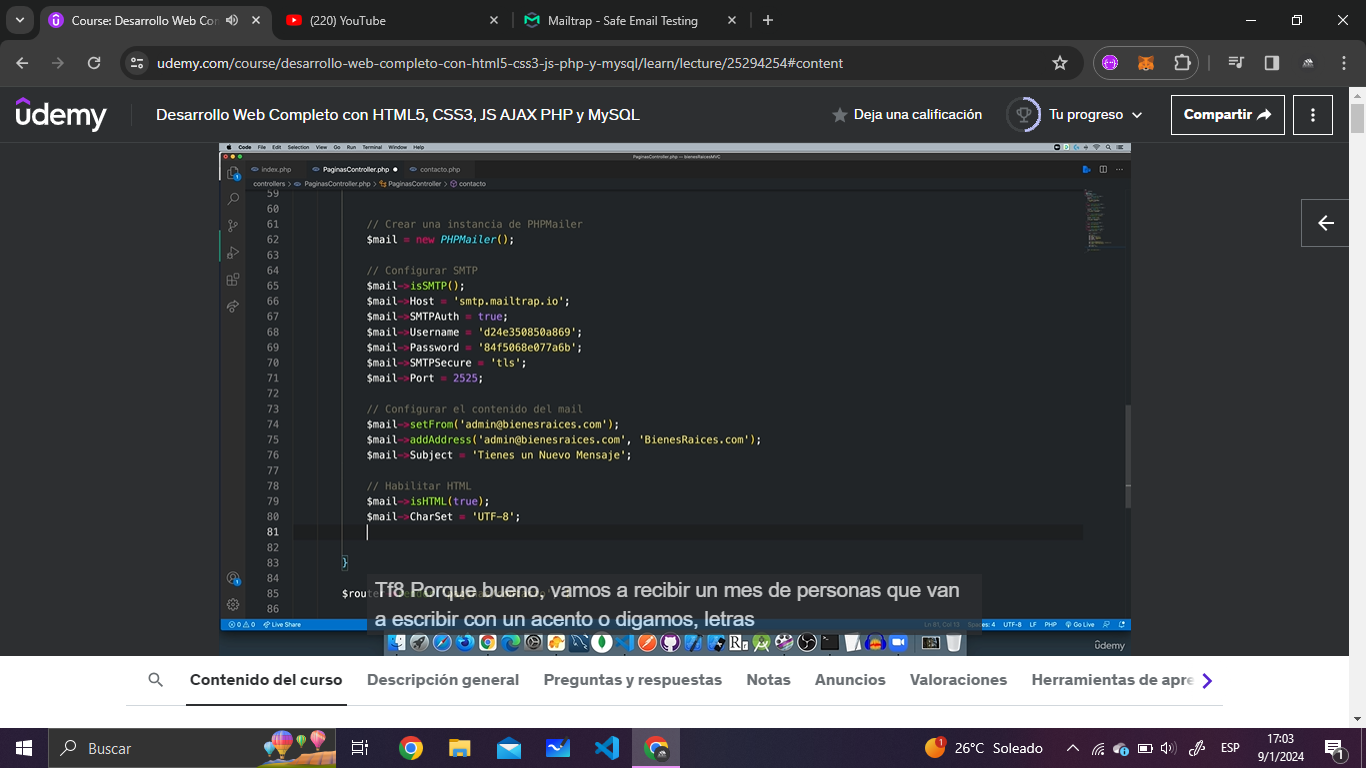 Course: Desarrollo Web Con
(220) YouTube
Mailtrap - Safe Email Testing
udemy.com/course/desarrollo-web-completo-con-html5-css3-js-php-y-mysql/learn/lecture/25294254#content
udemy
Desarrollo Web Completo con HTML5, CSS3, JS AJAX PHP y MySQL
Deja una calificación
Tu progreso
Compartir
Code File Edit Selection View Go Run Terminal Window Help
PaginasController.php — bienesRaicesMVC
index.php
PaginasController.php
contacto.php
controllers > PaginasController.php > PaginasController > contacto
59
60
61 // Crear una instancia de PHPMailer
62 $mail = new PHPMailer();
63
64 // Configurar SMTP
65 $mail->isSMTP();
66 $mail->Host = 'smtp.mailtrap.io';
67 $mail->SMTPAuth = true;
68 $mail->Username = 'd24e350850a869';
69 $mail->Password = '84f5068e077a6b';
70 $mail->SMTPSecure = 'tls';
71 $mail->Port = 2525;
72
73 // Configurar el contenido del mail
74 $mail->setFrom('admin@bienesraices.com');
75 $mail->addAddress('admin@bienesraices.com', 'BienesRaices.com');
76 $mail->Subject = 'Tienes un Nuevo Mensaje';
77
78 // Habilitar HTML
79 $mail->isHTML(true);
80 $mail->CharSet = 'UTF-8';
81
82
83 }
84
85 $route
86
Tf8 Porque bueno, vamos a recibir un mes de personas que van
a escribir con un acento o digamos, letras
0 0 Live Share
Ln 81, Col 13 Spaces: 4 UTF-8 LF PHP Go Live
udemy
Contenido del curso
Descripción general
Preguntas y respuestas
Notas
Anuncios
Valoraciones
Herramientas de apre
Buscar
1
26°C Soleado
ESP
17:03
9/1/2024
1